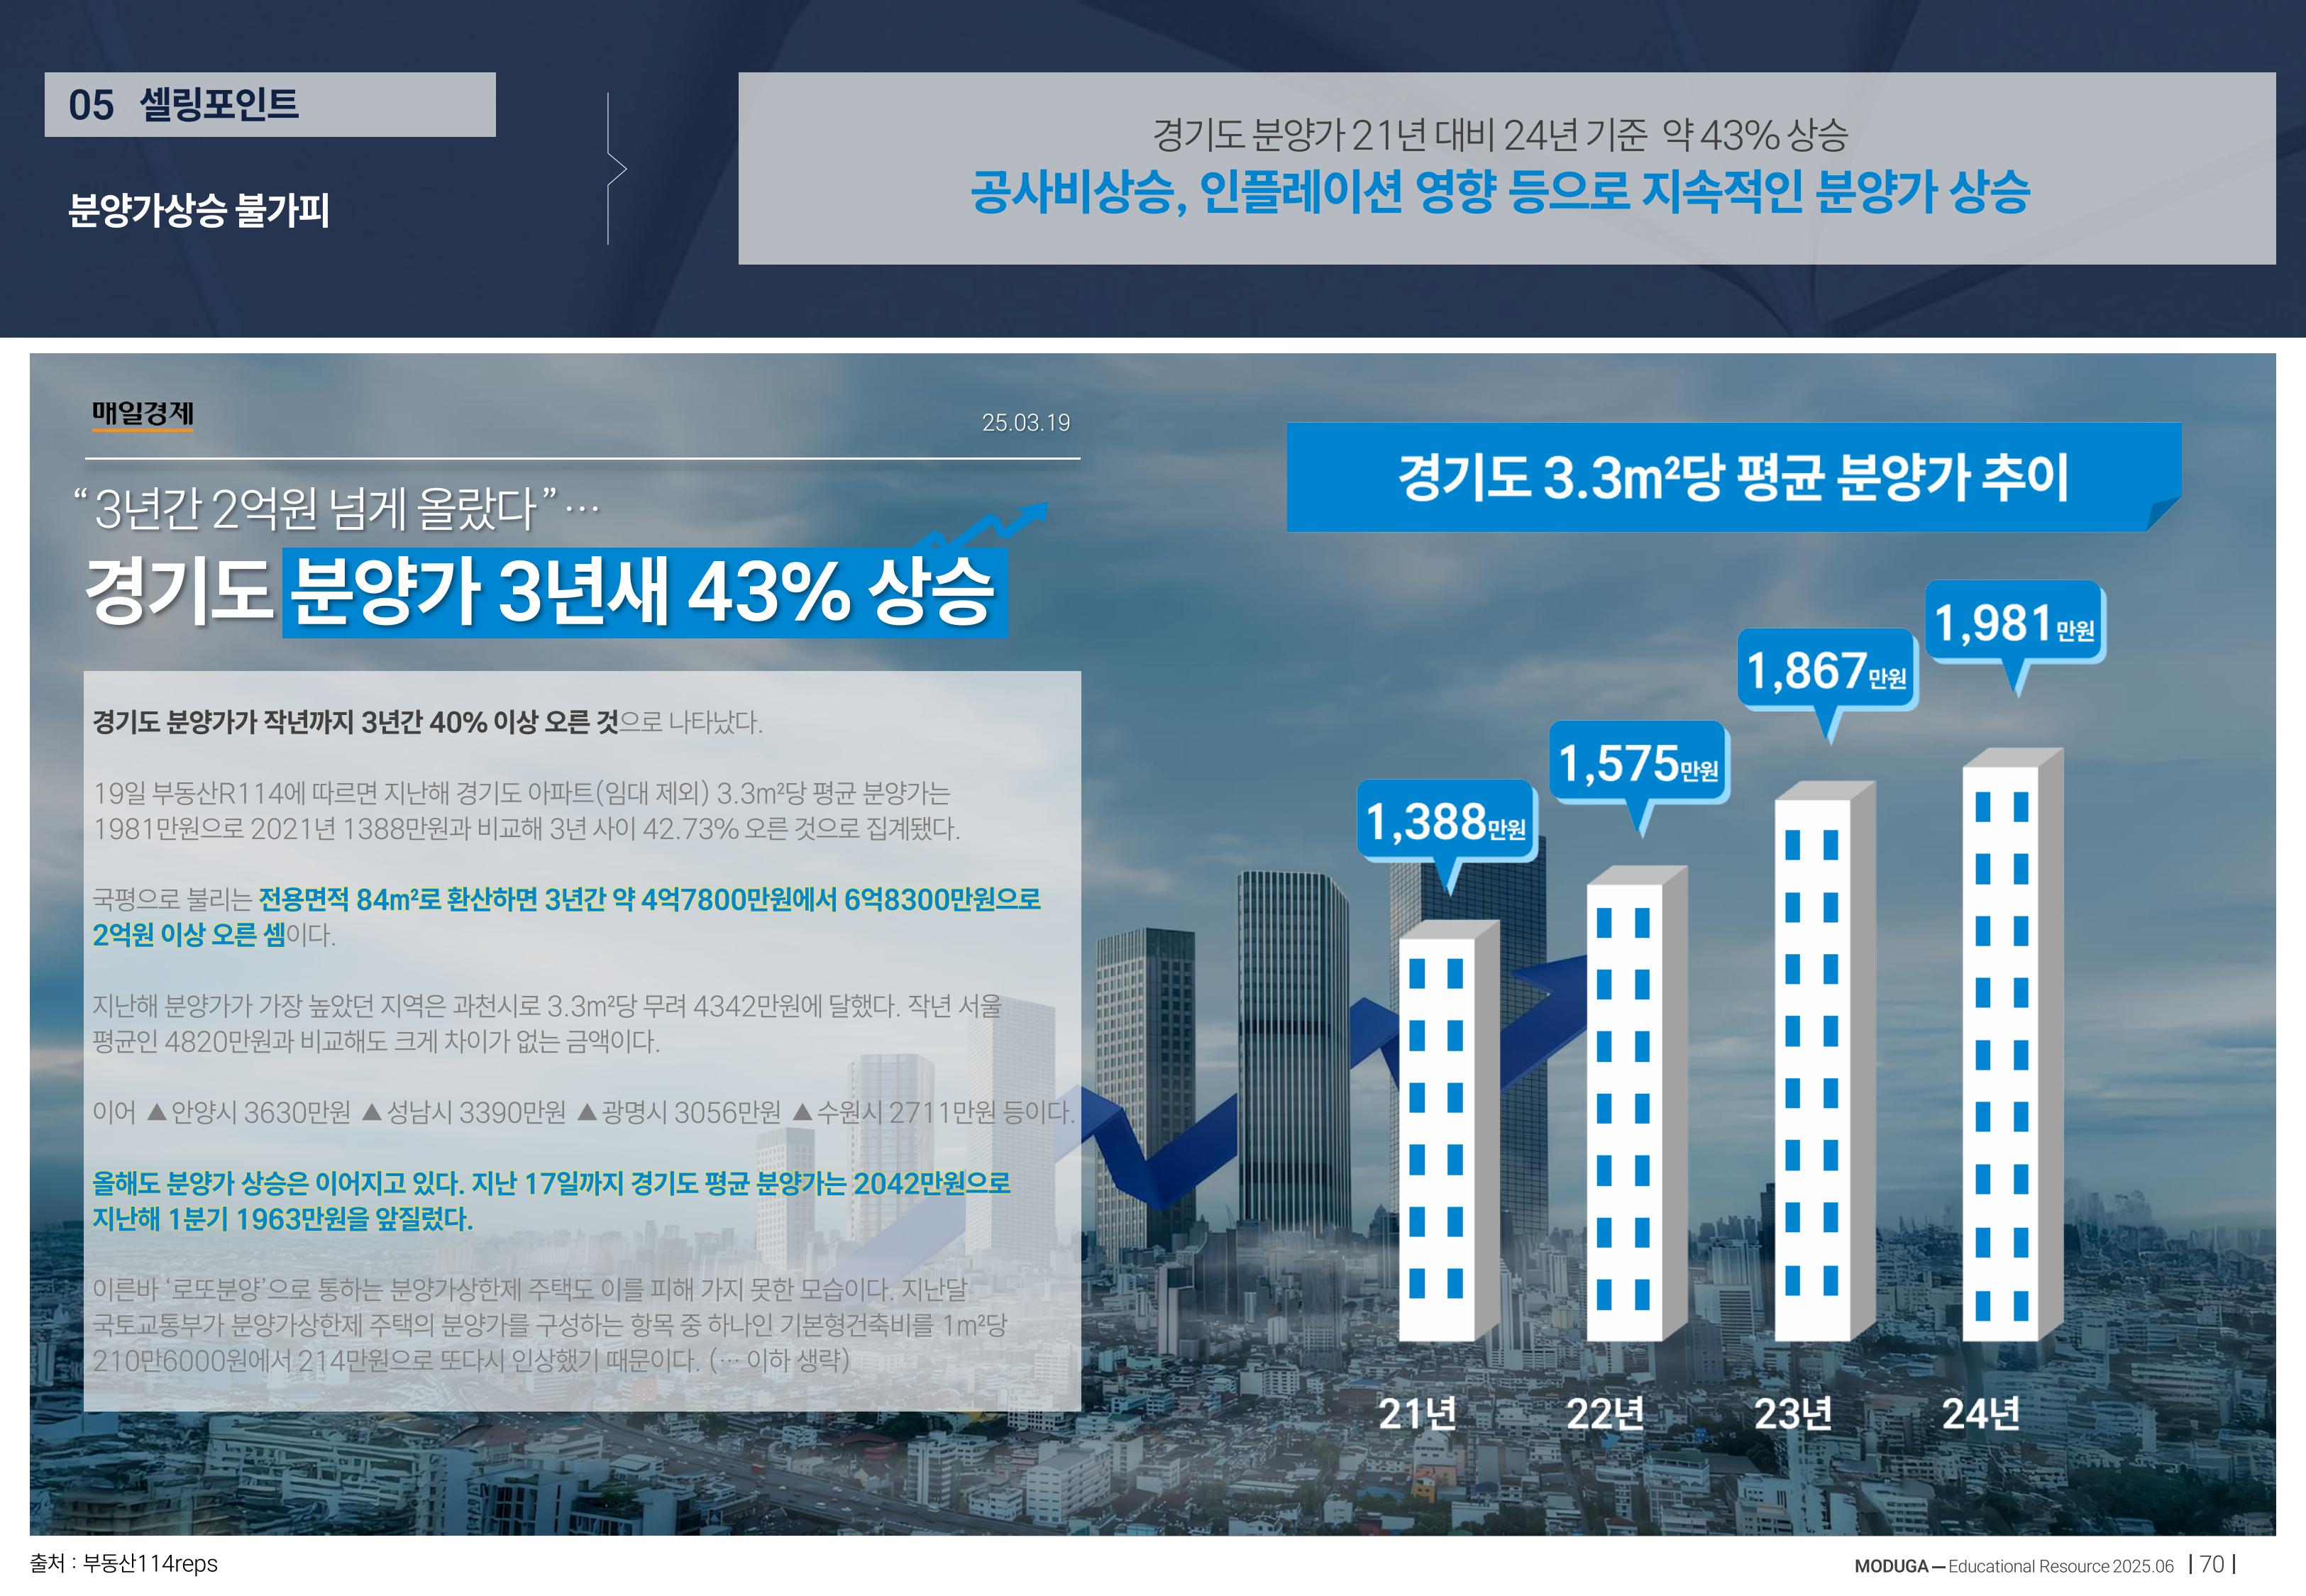 05 셀링포인트
분양가상승 불가피
경기도 분양가 21년 대비 24년 기준 약 43% 상승
공사비상승, 인플레이션 영향 등으로 지속적인 분양가 상승
매일경제
25.03.19
“3년간 2억원 넘게 올랐다”…
경기도 분양가 3년새 43% 상승
경기도 분양가가 작년까지 3년간 40% 이상 오른 것으로 나타났다.
19일 부동산R114에 따르면 지난해 경기도 아파트(임대 제외) 3.3m²당 평균 분양가는
1981만원으로 2021년 1388만원과 비교해 3년 사이 42.73% 오른 것으로 집계됐다.
국평으로 불리는 전용면적 84m²로 환산하면 3년간 약 4억7800만원에서 6억8300만원으로
2억원 이상 오른 셈이다.
지난해 분양가가 가장 높았던 지역은 과천시로 3.3m²당 무려 4342만원에 달했다. 작년 서울
평균인 4820만원과 비교해도 크게 차이가 없는 금액이다.
이어 ▲안양시 3630만원 ▲성남시 3390만원 ▲광명시 3056만원 ▲수원시 2711만원 등이다.
올해도 분양가 상승은 이어지고 있다. 지난 17일까지 경기도 평균 분양가는 2042만원으로
지난해 1분기 1963만원을 앞질렀다.
이른바 ‘로또분양’으로 통하는 분양가상한제 주택도 이를 피해 가지 못한 모습이다. 지난달
국토교통부가 분양가상한제 주택의 분양가를 구성하는 항목 중 하나인 기본형건축비를 1m²당
210만6000원에서 214만원으로 또다시 인상했기 때문이다. (… 이하 생략)
경기도 3.3m²당 평균 분양가 추이
1,388만원
1,575만원
1,867만원
1,981만원
21년
22년
23년
24년
출처 : 부동산114reps
MODUGA — Educational Resource 2025.06 | 70 |